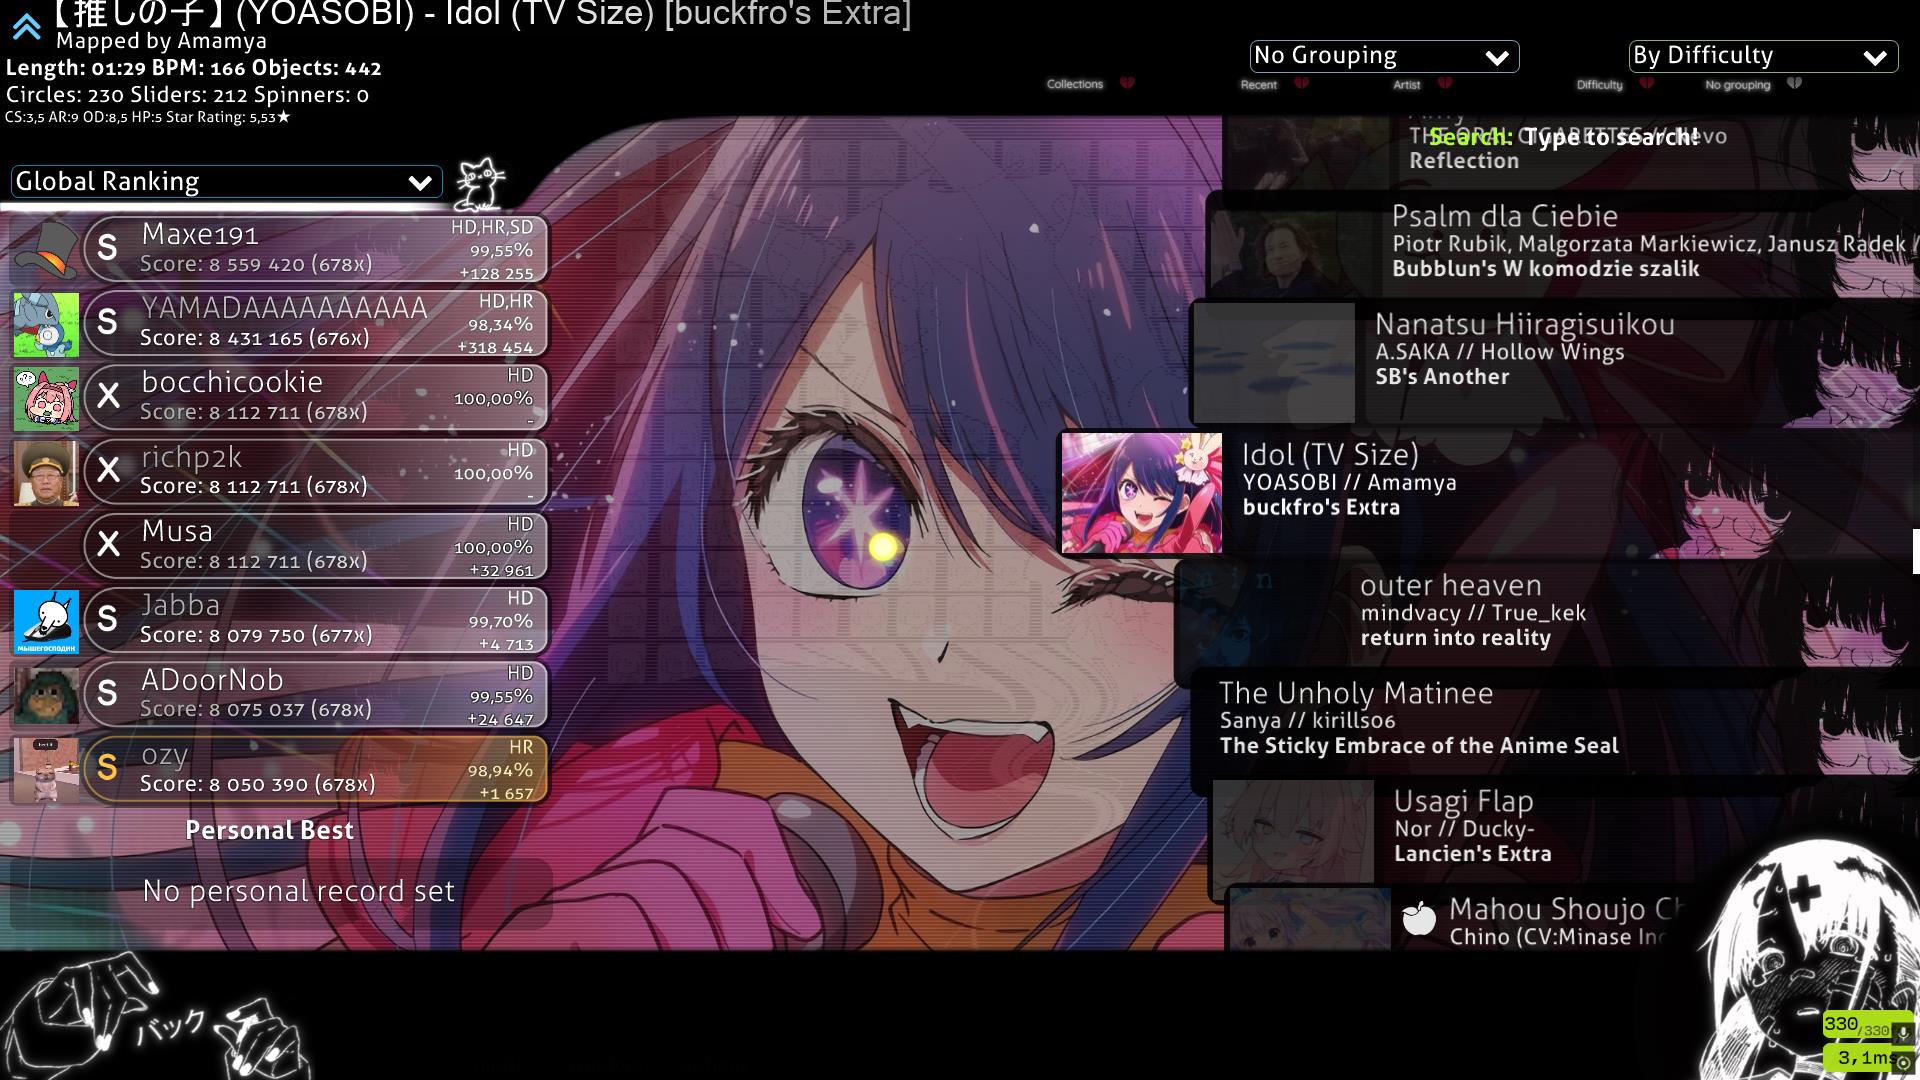 【推しの子】 (YOASOBI) - Idol (TV Size) [buckfro's Extra]
Mapped by Amamya
Length: 01:29 BPM: 166 Objects: 442
Circles: 230 Sliders: 212 Spinners: 0
CS:3,5 AR:9 OD:8,5 HP:5 Star Rating: 5,53★
No Grouping
By Difficulty
Collections
Recent
Artist
Difficulty
No grouping
Search: Type to search!
Global Ranking
Maxe191
Score: 8 559 420 (678x)
HD,HR,SD
99,55%
+128 255
YAMADAAAAAAAAAA
Score: 8 431 165 (676x)
HD,HR
98,34%
+318 454
bocchicookie
Score: 8 112 711 (678x)
HD
100,00%
-
richp2k
Score: 8 112 711 (678x)
HD
100,00%
-
Musa
Score: 8 112 711 (678x)
HD
100,00%
+32 961
Jabba
Score: 8 079 750 (677x)
HD
99,70%
+4 713
МЫШЕГОСПОДИН
ADoorNob
Score: 8 075 037 (678x)
HD
99,55%
+24 647
ozy
Score: 8 050 390 (678x)
HR
98,94%
+1 657
Personal Best
No personal record set
バック
Reflection
Psalm dla Ciebie
Piotr Rubik, Malgorzata Markiewicz, Janusz Radek /
Bubblun's W komodzie szalik
Nanatsu Hiiragisuikou
A.SAKA // Hollow Wings
SB's Another
Idol (TV Size)
YOASOBI // Amamya
buckfro's Extra
outer heaven
mindvacy // True_kek
return into reality
The Unholy Matinee
Sanya // kirillso6
The Sticky Embrace of the Anime Seal
Usagi Flap
Nor // Ducky-
Lancien's Extra
Mahou Shoujo
Chino (CV:Minase
330/330
3,1ms